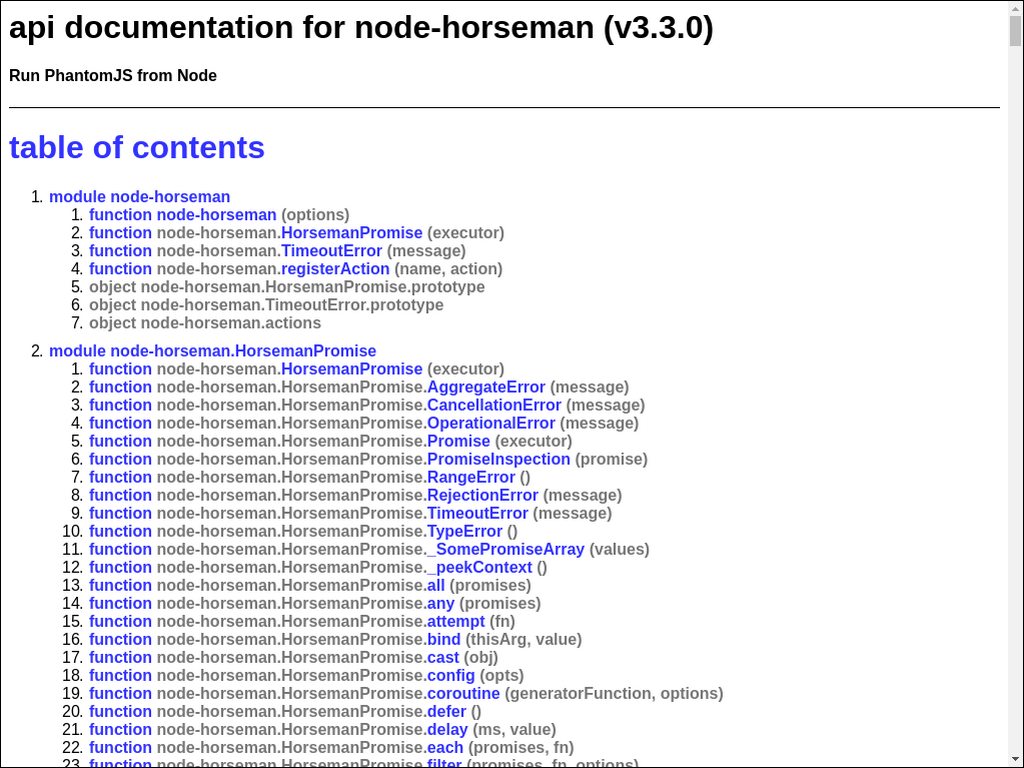 api documentation for node-horseman (v3.3.0)
Run PhantomJS from Node
table of contents
1. module node-horseman
1. function node-horseman (options)
2. function node-horseman.HorsemanPromise (executor)
3. function node-horseman.TimeoutError (message)
4. function node-horseman.registerAction (name, action)
5. object node-horseman.HorsemanPromise.prototype
6. object node-horseman.TimeoutError.prototype
7. object node-horseman.actions
2. module node-horseman.HorsemanPromise
1. function node-horseman.HorsemanPromise (executor)
2. function node-horseman.HorsemanPromise.AggregateError (message)
3. function node-horseman.HorsemanPromise.CancellationError (message)
4. function node-horseman.HorsemanPromise.OperationalError (message)
5. function node-horseman.HorsemanPromise.Promise (executor)
6. function node-horseman.HorsemanPromise.PromiseInspection (promise)
7. function node-horseman.HorsemanPromise.RangeError ()
8. function node-horseman.HorsemanPromise.RejectionError (message)
9. function node-horseman.HorsemanPromise.TimeoutError (message)
10. function node-horseman.HorsemanPromise.TypeError ()
11. function node-horseman.HorsemanPromise._SomePromiseArray (values)
12. function node-horseman.HorsemanPromise._peekContext ()
13. function node-horseman.HorsemanPromise.all (promises)
14. function node-horseman.HorsemanPromise.any (promises)
15. function node-horseman.HorsemanPromise.attempt (fn)
16. function node-horseman.HorsemanPromise.bind (thisArg, value)
17. function node-horseman.HorsemanPromise.cast (obj)
18. function node-horseman.HorsemanPromise.config (opts)
19. function node-horseman.HorsemanPromise.coroutine (generatorFunction, options)
20. function node-horseman.HorsemanPromise.defer ()
21. function node-horseman.HorsemanPromise.delay (ms, value)
22. function node-horseman.HorsemanPromise.each (promises, fn)
23. function node-horseman.HorsemanPromise.filter (promises, fn, options)